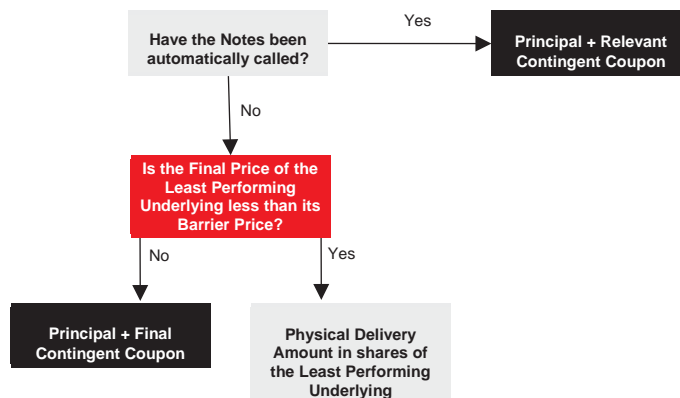 Have the Notes been
automatically called?
Yes
Principal + Relevant
Contingent Coupon
No
Is the Final Price of the
Least Performing
Underlying less than its
Barrier Price?
No
Yes
Principal + Final
Contingent Coupon
Physical Delivery
Amount in shares of
the Least Performing
Underlying